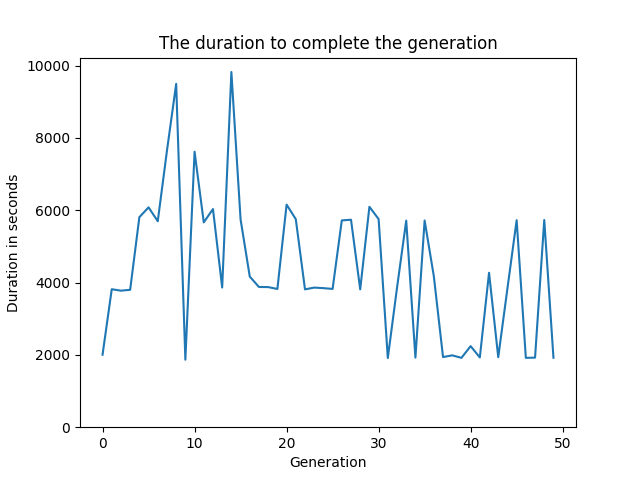 The duration to complete the generation
10000
8000
6000
4000
2000
0
Duration in seconds
0 10 20 30 40 50
Generation